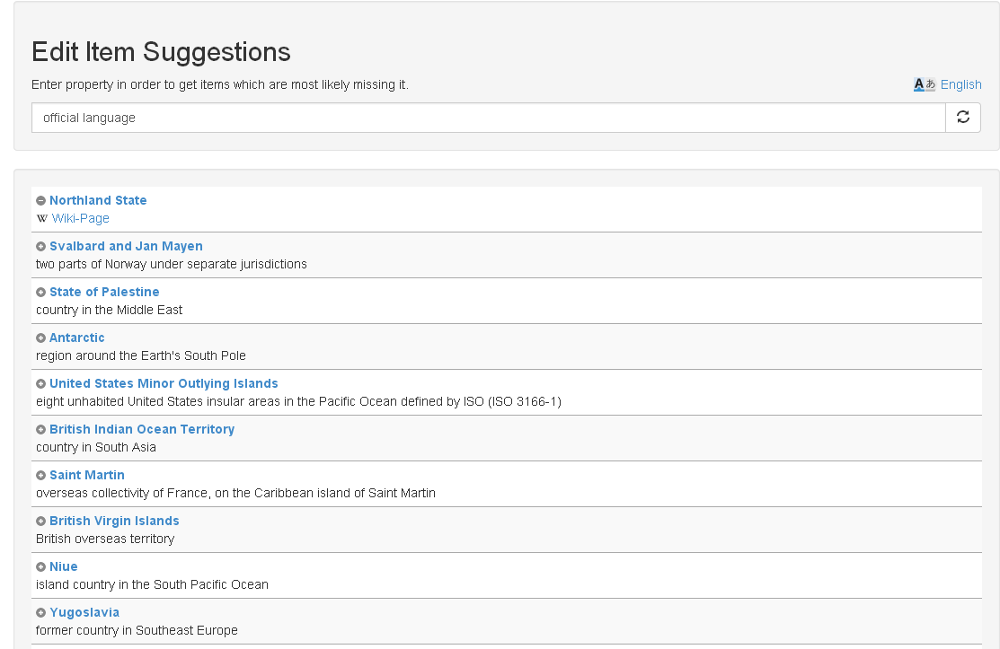 Edit Item Suggestions
Enter property in order to get items which are most likely missing it.
Aあ English
official language
Northland State
W Wiki-Page
Svalbard and Jan Mayen
two parts of Norway under separate jurisdictions
State of Palestine
country in the Middle East
Antarctic
region around the Earth's South Pole
United States Minor Outlying Islands
eight unhabited United States insular areas in the Pacific Ocean defined by ISO (ISO 3166-1)
British Indian Ocean Territory
country in South Asia
Saint Martin
overseas collectivity of France, on the Caribbean island of Saint Martin
British Virgin Islands
British overseas territory
Niue
island country in the South Pacific Ocean
Yugoslavia
former country in Southeast Europe